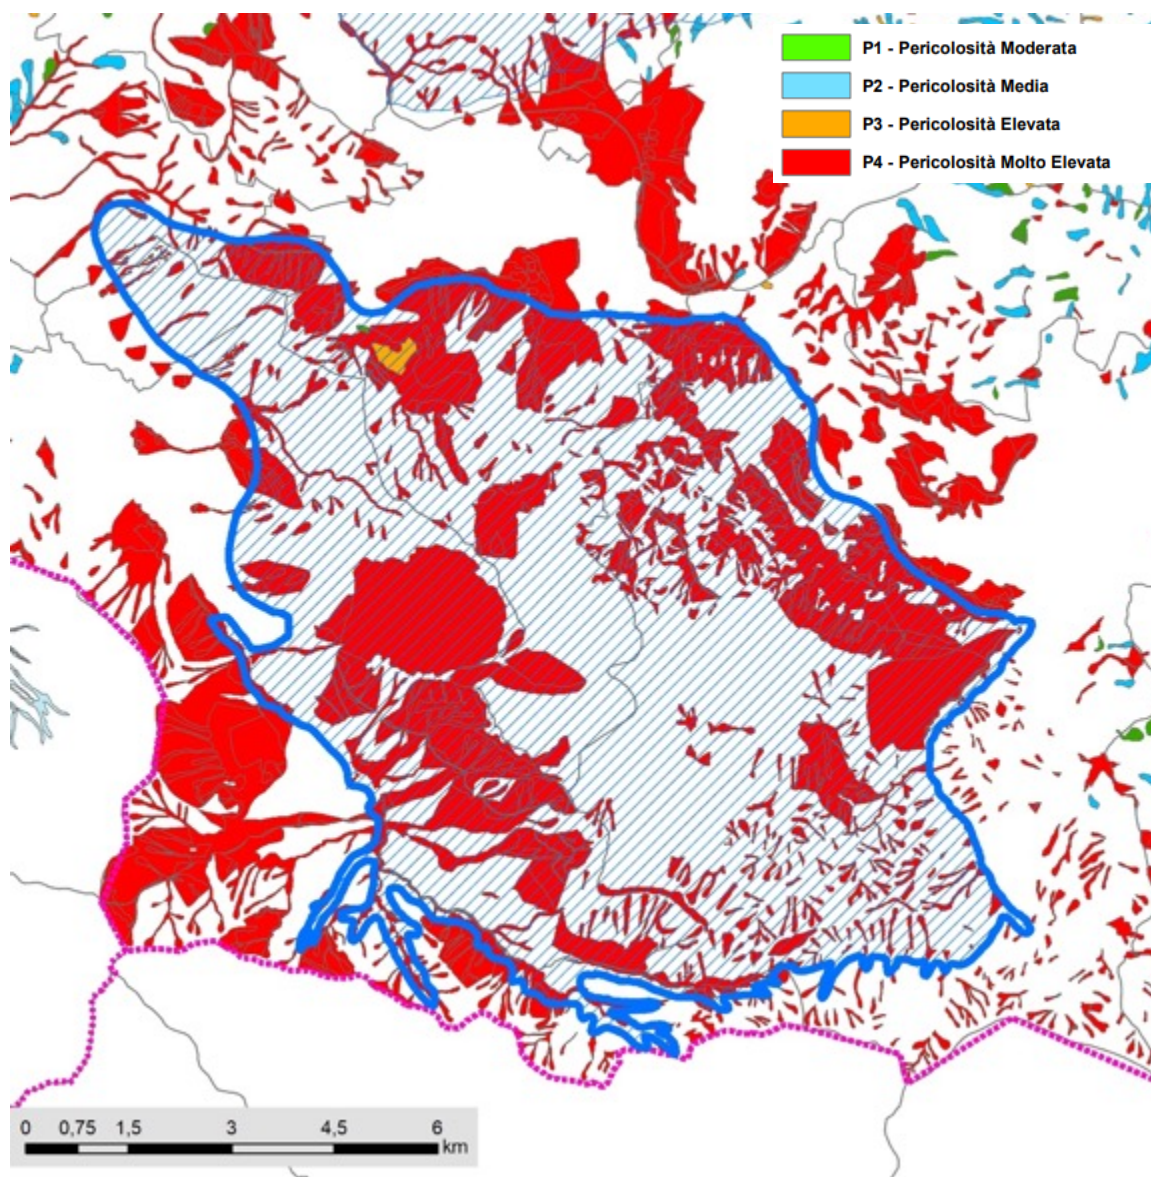 P1 - Pericolosità Moderata
P2 - Pericolosità Media
P3 - Pericolosità Elevata
P4 - Pericolosità Molto Elevata
0 0,75 1,5 3 4,5 6
km